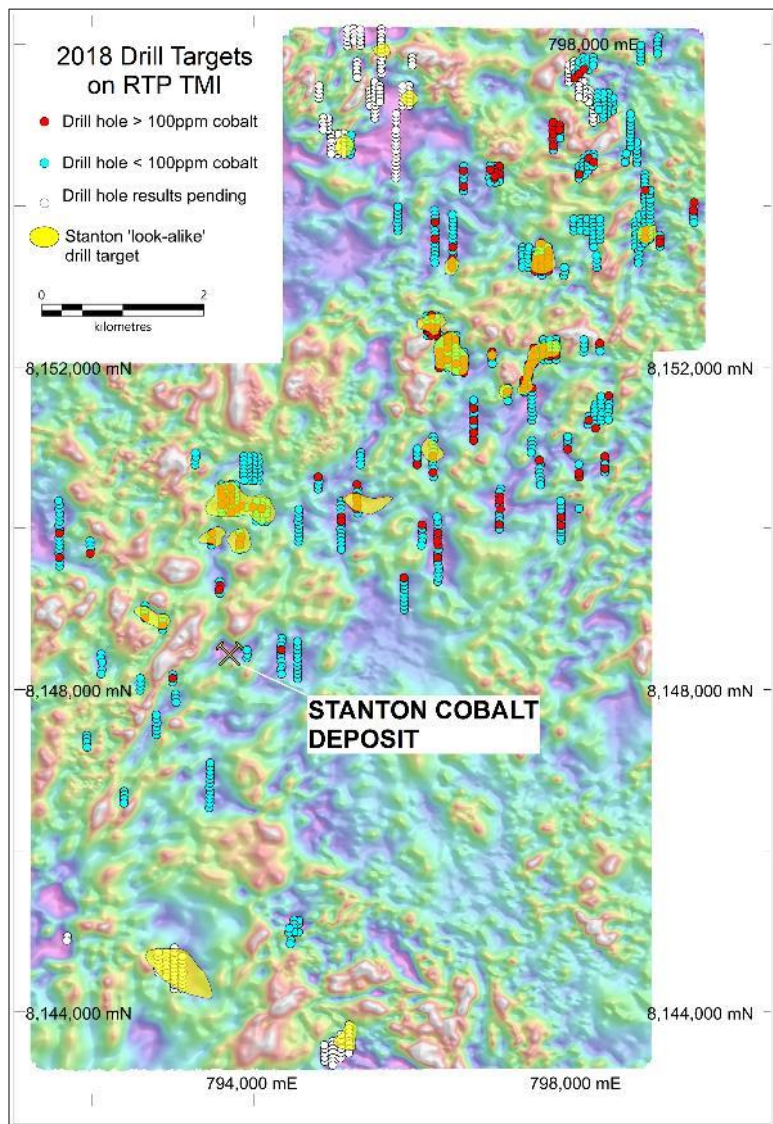 2018 Drill Targets
on RTP TMI
798,000 mE
Drill hole > 100ppm cobalt
Drill hole < 100ppm cobalt
Drill hole results pending
Stanton 'look-alike'
drill target
0 2
kilometres
8,152,000 mN 8,152,000 mN
8,148,000 mN 8,148,000 mN
STANTON COBALT
DEPOSIT
8,144,000 mN 8,144,000 mN
794,000 mE 798,000 mE